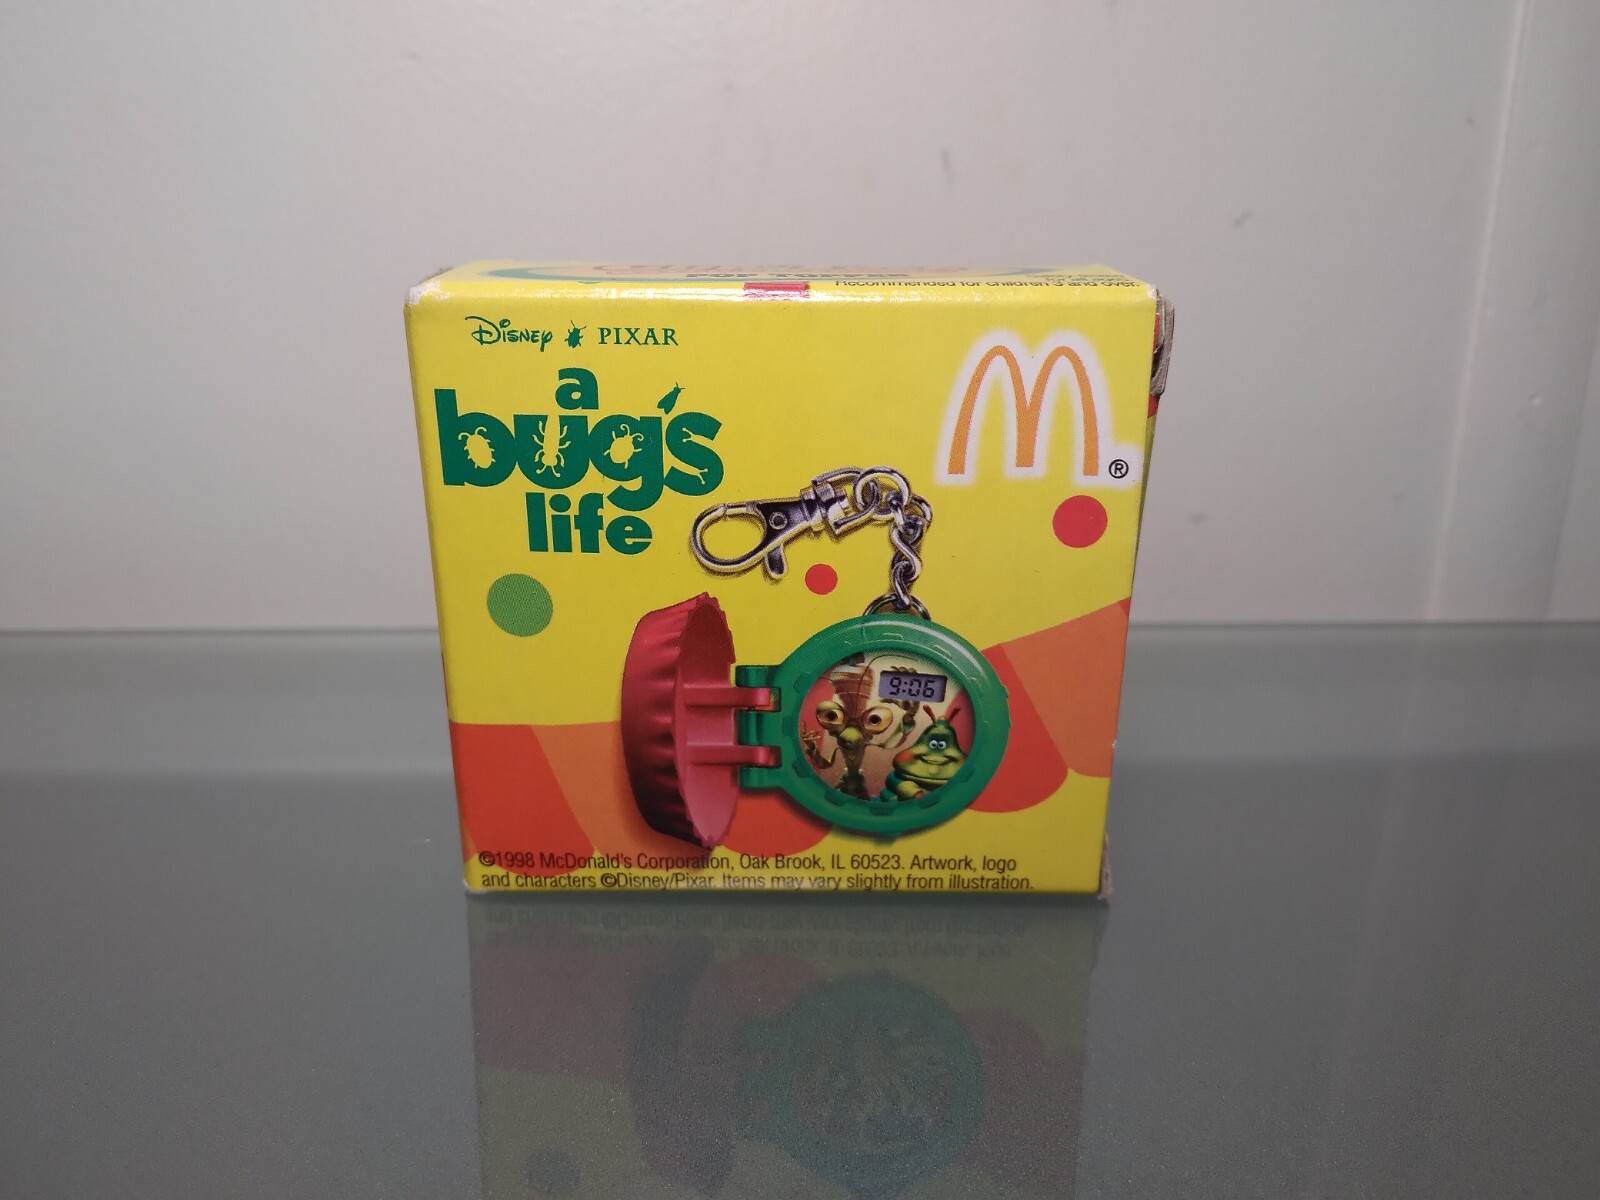 POP TOPPER
Recommended for children 3 and over.
Disney PIXAR
a
bug's
life
M®
9:06
©1998 McDonald's Corporation, Oak Brook, IL 60523. Artwork, logo
and characters ©Disney/Pixar. Items may vary slightly from illustration.